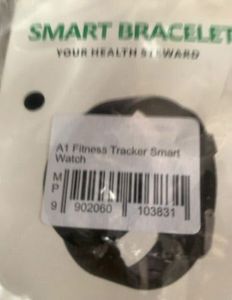 SMART BRACELET
YOUR HEALTH STEWARD
A1 Fitness Tracker Smart
Watch
M
P
9 902060 103831